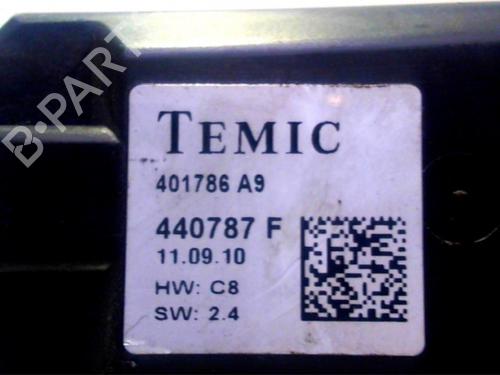 B-PART
TEMIC
401786 A9
440787 F
11.09.10
HW: C8
SW: 2.4